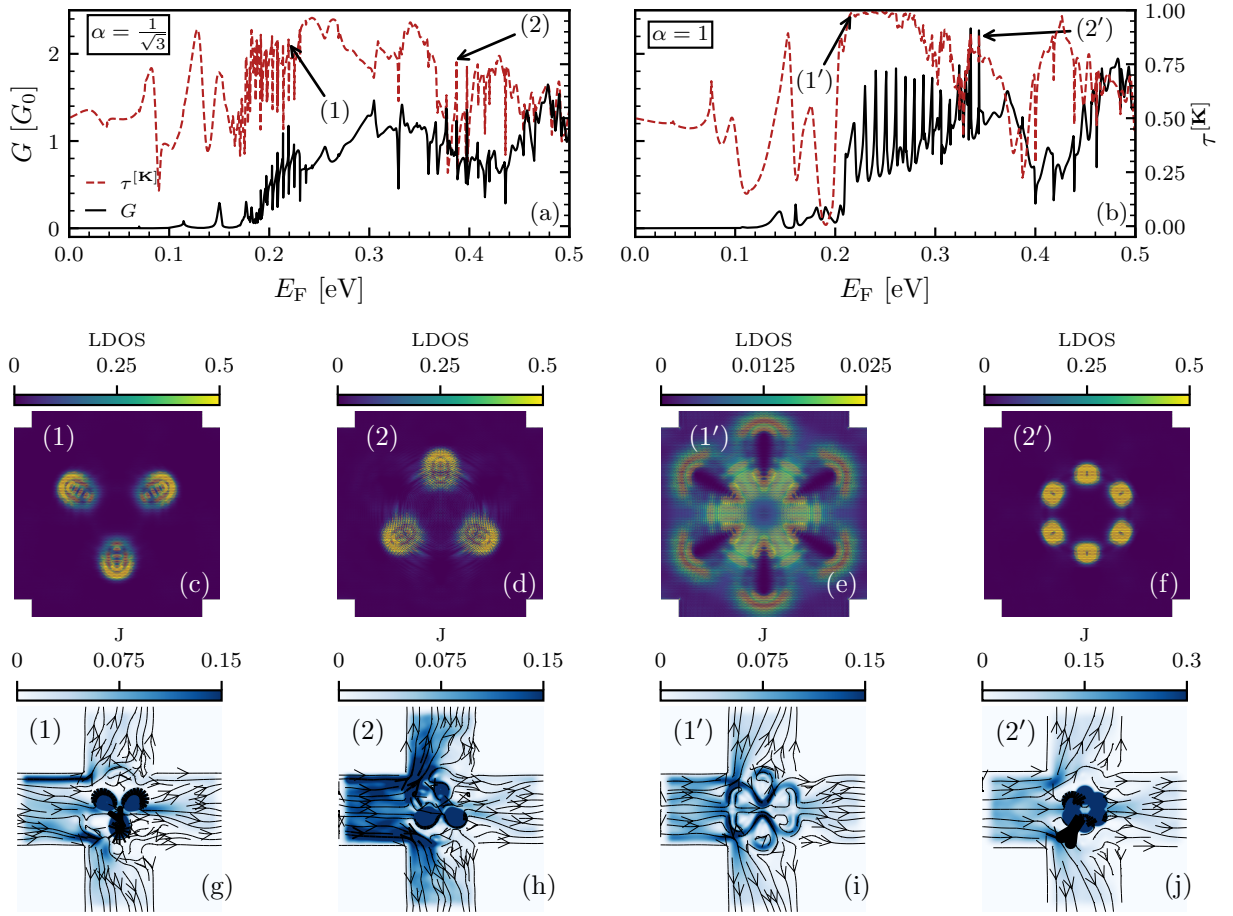 α = 1/√3
(1)
(2)
τ^[K]
G
(a)
2
1
0
G [G₀]
0.0 0.1 0.2 0.3 0.4 0.5
E_F [eV]
α = 1
(1′)
(2′)
(b)
1.00
0.75
0.50
0.25
0.00
τ^[K]
0.0 0.1 0.2 0.3 0.4 0.5
E_F [eV]
LDOS
0 0.25 0.5
(1)
(c)
LDOS
0 0.25 0.5
(2)
(d)
LDOS
0 0.0125 0.025
(1′)
(e)
LDOS
0 0.25 0.5
(2′)
(f)
J
0 0.075 0.15
(1)
(g)
J
0 0.075 0.15
(2)
(h)
J
0 0.075 0.15
(1′)
(i)
J
0 0.15 0.3
(2′)
(j)